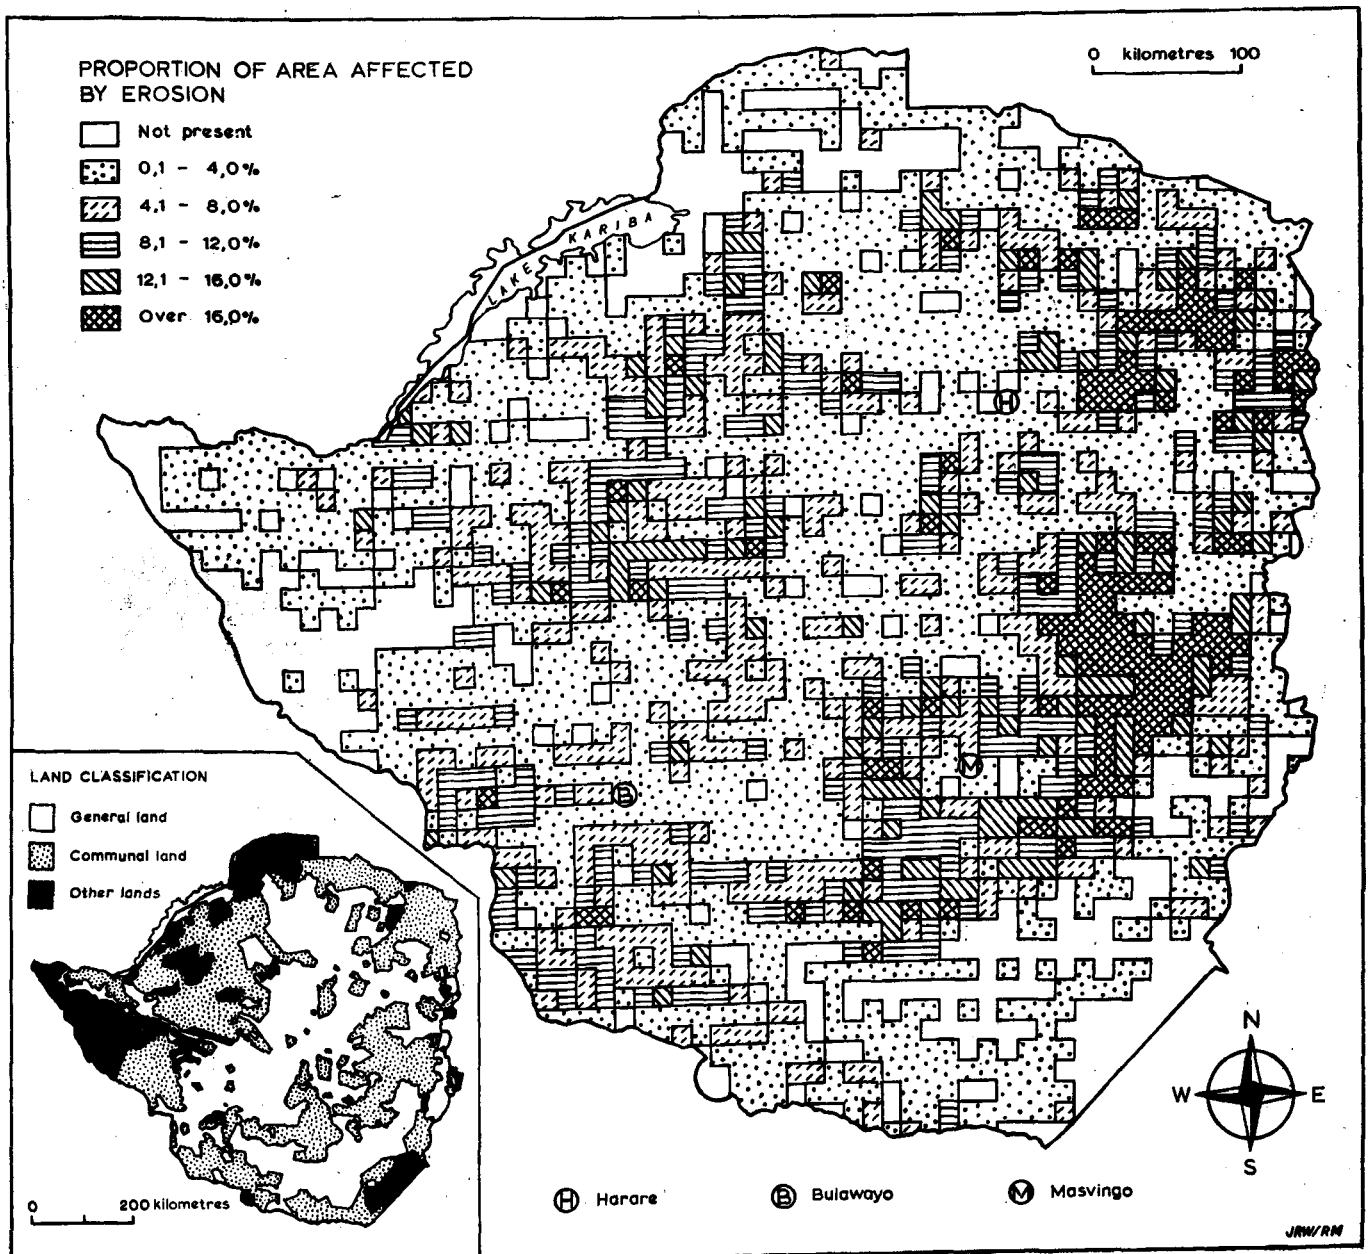 PROPORTION OF AREA AFFECTED
BY EROSION
Not present
0,1 - 4,0%
4,1 - 8,0%
8,1 - 12,0%
12,1 - 16,0%
Over 16,0%
0 kilometres 100
LAKE KARIBA
H
B
M
LAND CLASSIFICATION
General land
Communal land
Other lands
0 200 kilometres
N
W E
S
H Harare
B Bulawayo
M Masvingo
JRW/RM